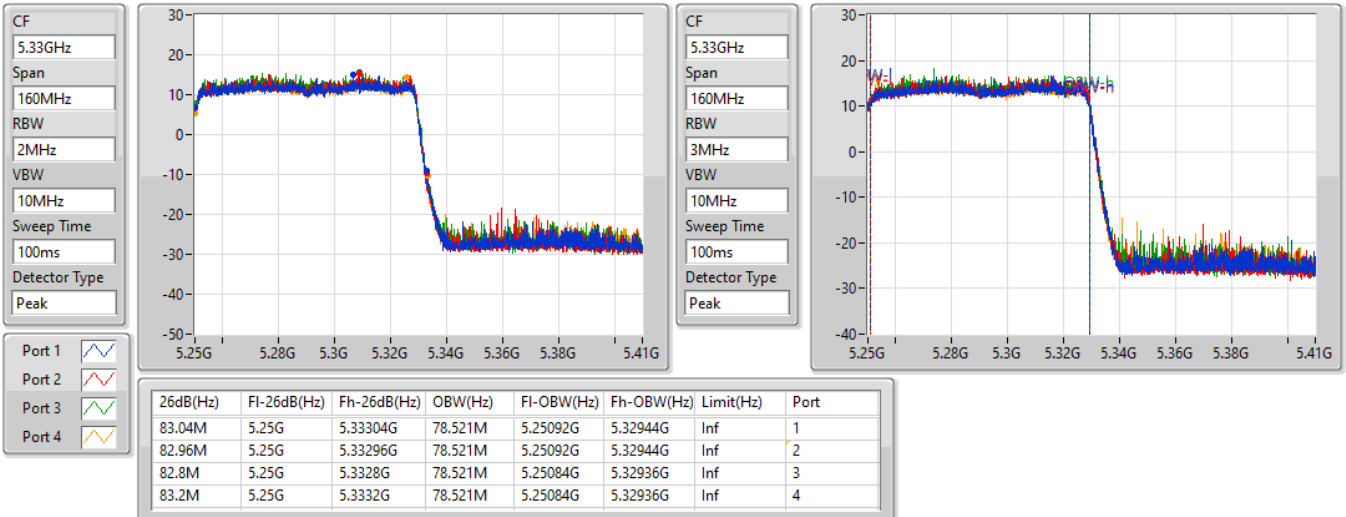 CF
5.33GHz
Span
160MHz
RBW
2MHz
VBW
10MHz
Sweep Time
100ms
Detector Type
Peak
30
20
10
0
-10
-20
-30
-40
-50
5.25G 5.28G 5.3G 5.32G 5.34G 5.36G 5.38G 5.41G
CF
5.33GHz
Span
160MHz
RBW
3MHz
VBW
10MHz
Sweep Time
100ms
Detector Type
Peak
30
20
10
0
-10
-20
-30
-40
W-l
5.25G 5.28G 5.3G 5.32G 5.34G 5.36G 5.38G 5.41G
Port 1
Port 2
Port 3
Port 4
26dB(Hz) Fl-26dB(Hz) Fh-26dB(Hz) OBW(Hz) Fl-OBW(Hz) Fh-OBW(Hz) Limit(Hz) Port
83.04M 5.25G 5.33304G 78.521M 5.25092G 5.32944G Inf 1
82.96M 5.25G 5.33296G 78.521M 5.25092G 5.32944G Inf 2
82.8M 5.25G 5.3328G 78.521M 5.25084G 5.32936G Inf 3
83.2M 5.25G 5.3332G 78.521M 5.25084G 5.32936G Inf 4